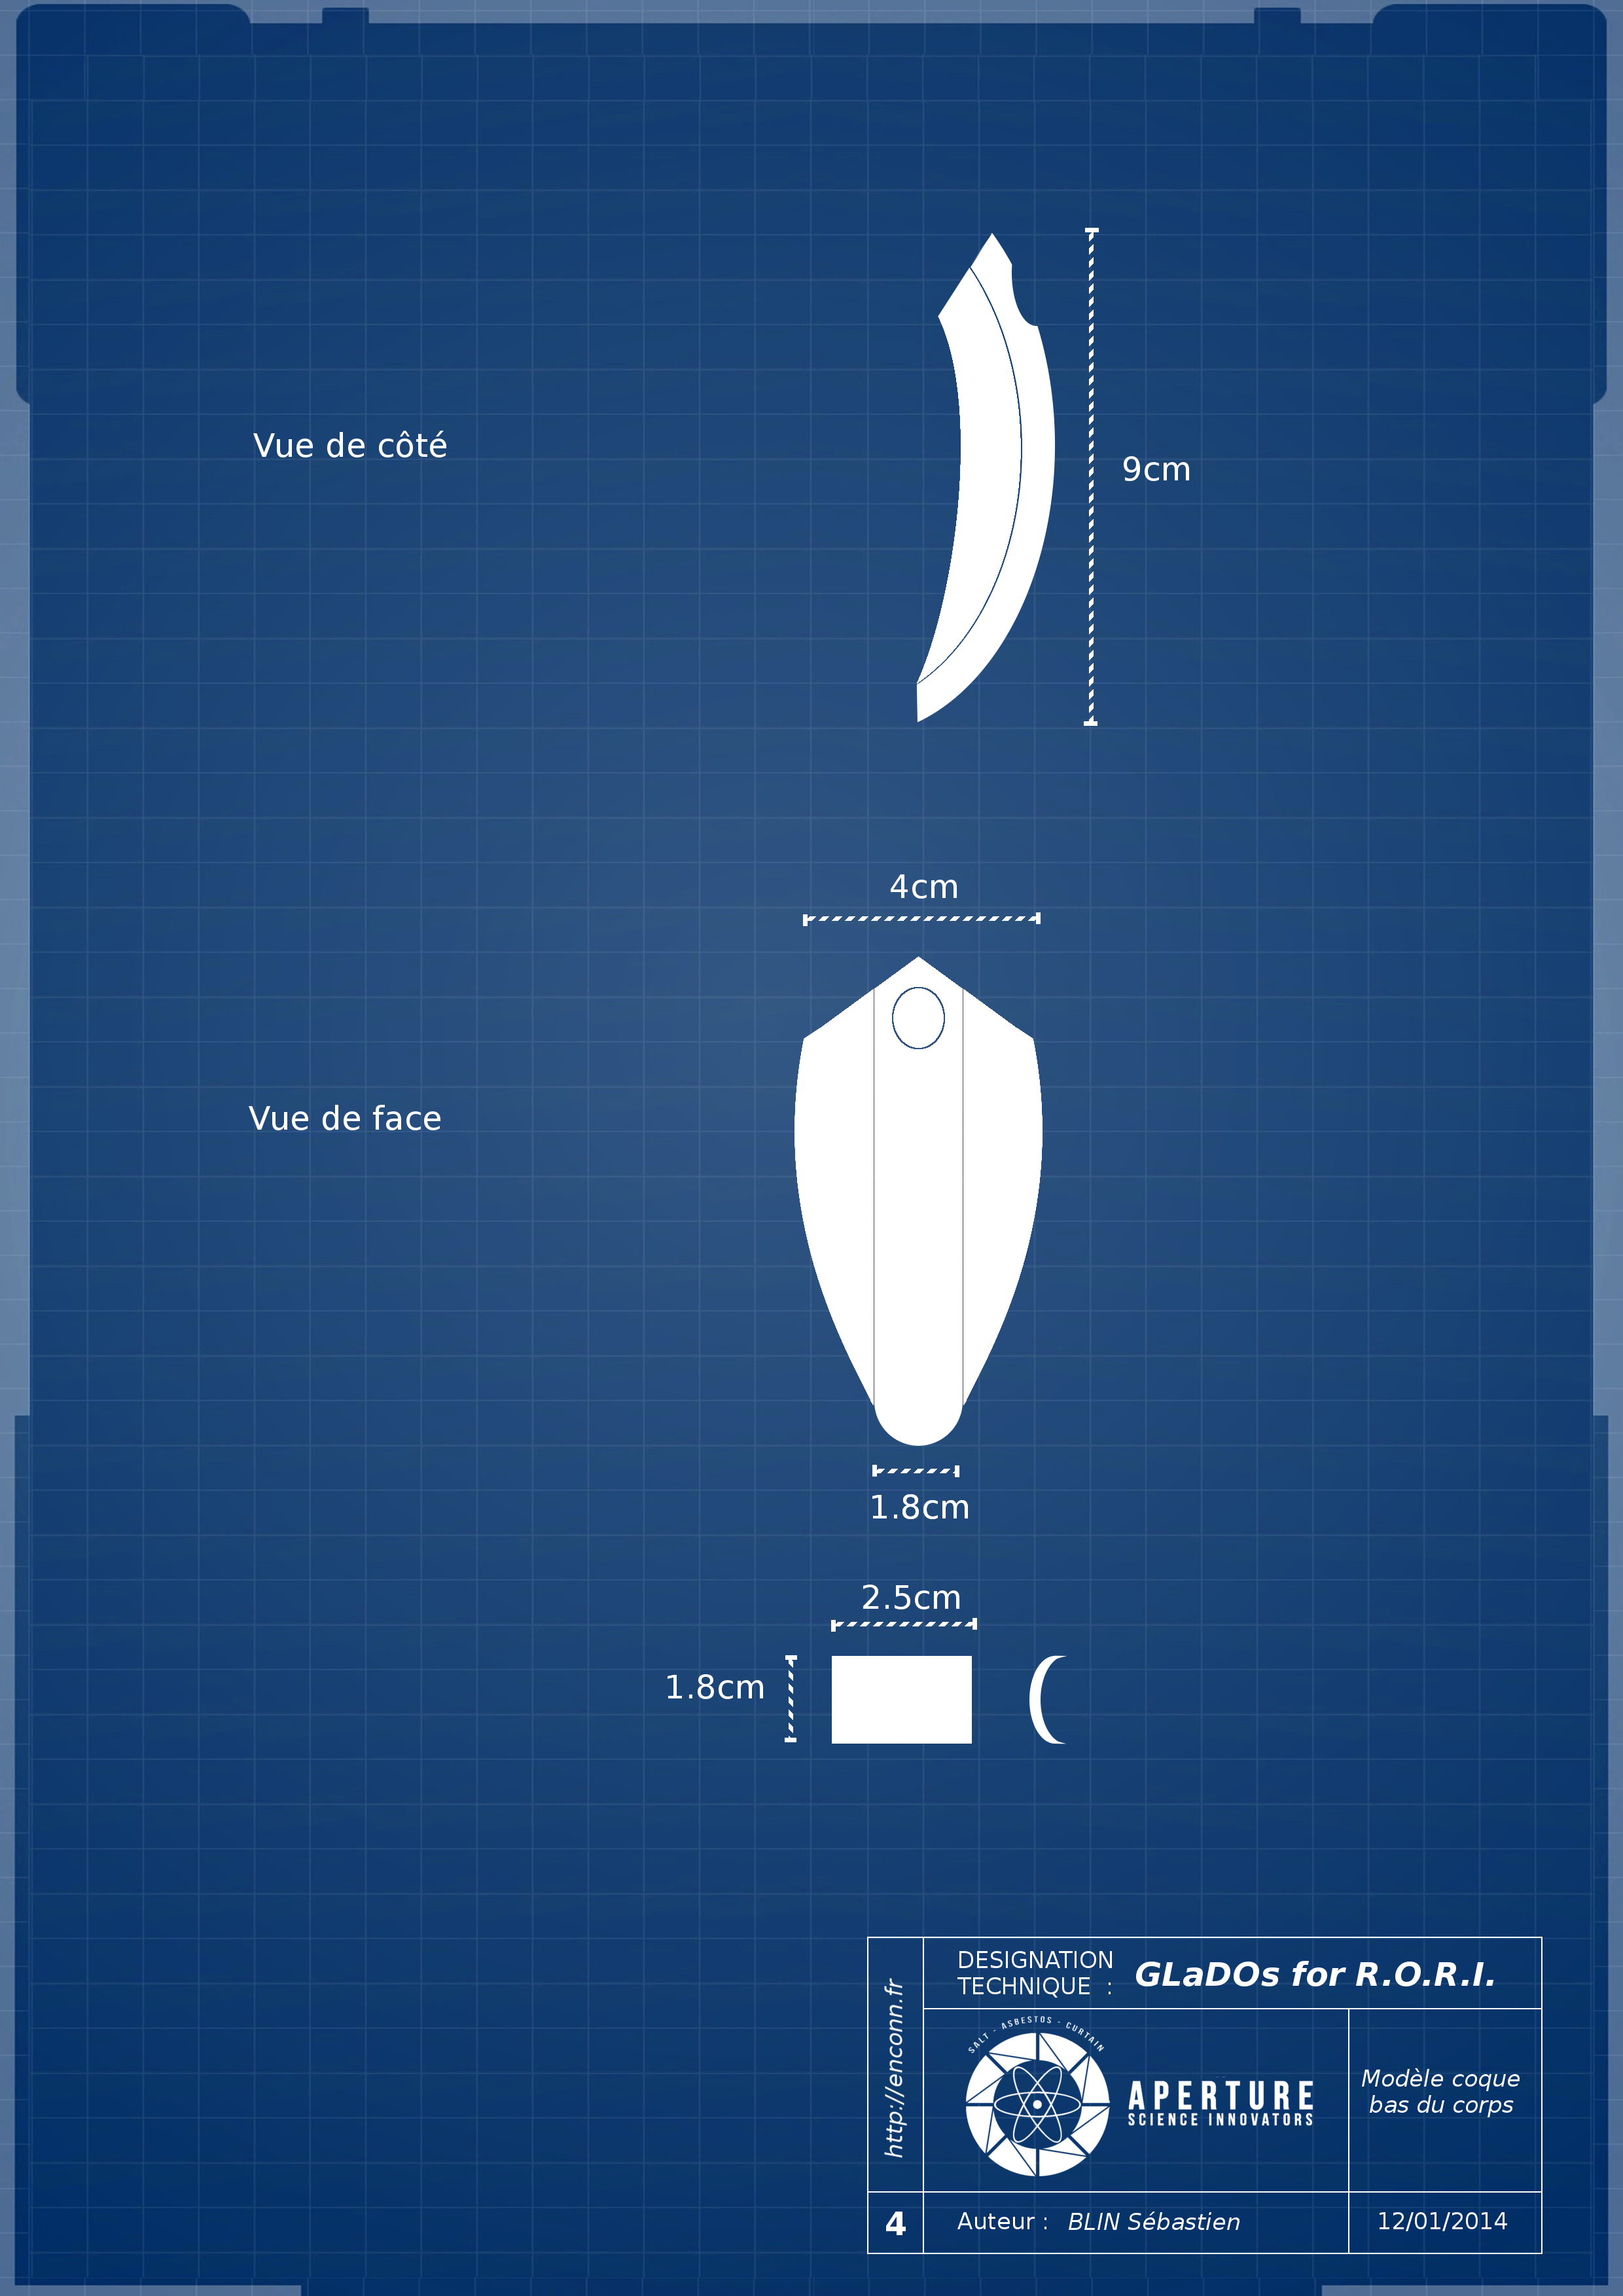 Vue de côté
9cm
4cm
Vue de face
1.8cm
2.5cm
1.8cm
http://enconn.fr
DESIGNATION
TECHNIQUE :
GLaDOs for R.O.R.I.
SALT - ASBESTOS - CURTAIN
APERTURE
SCIENCE INNOVATORS
Modèle coque
bas du corps
4
Auteur : BLIN Sébastien
12/01/2014